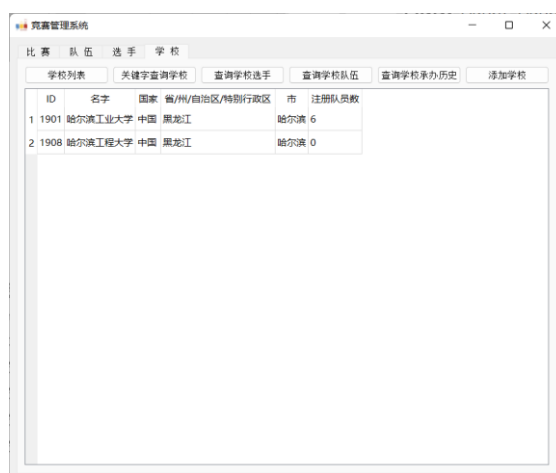 竞赛管理系统
比 赛 队 伍 选 手 学 校
学校列表 关键字查询学校 查询学校选手 查询学校队伍 查询学校承办历史 添加学校
ID 名字 国家 省/州/自治区/特别行政区 市 注册队员数
1 1901 哈尔滨工业大学 中国 黑龙江 哈尔滨 6
2 1908 哈尔滨工程大学 中国 黑龙江 哈尔滨 0